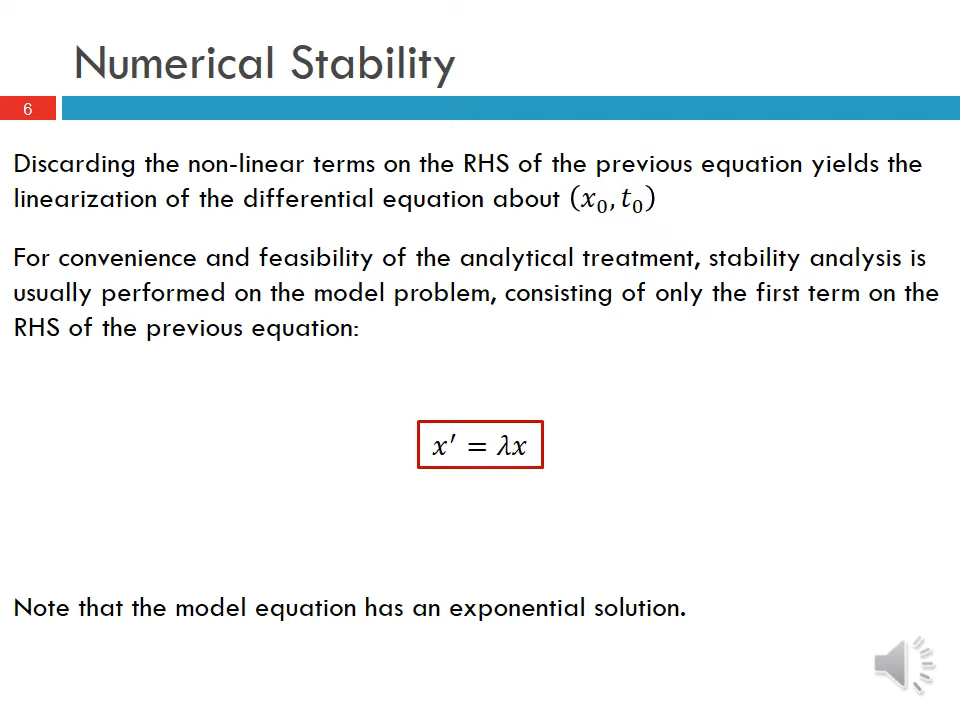 Numerical Stability
6
Discarding the non-linear terms on the RHS of the previous equation yields the
linearization of the differential equation about (x₀, t₀)
For convenience and feasibility of the analytical treatment, stability analysis is
usually performed on the model problem, consisting of only the first term on the
RHS of the previous equation:
x′ = λx
Note that the model equation has an exponential solution.